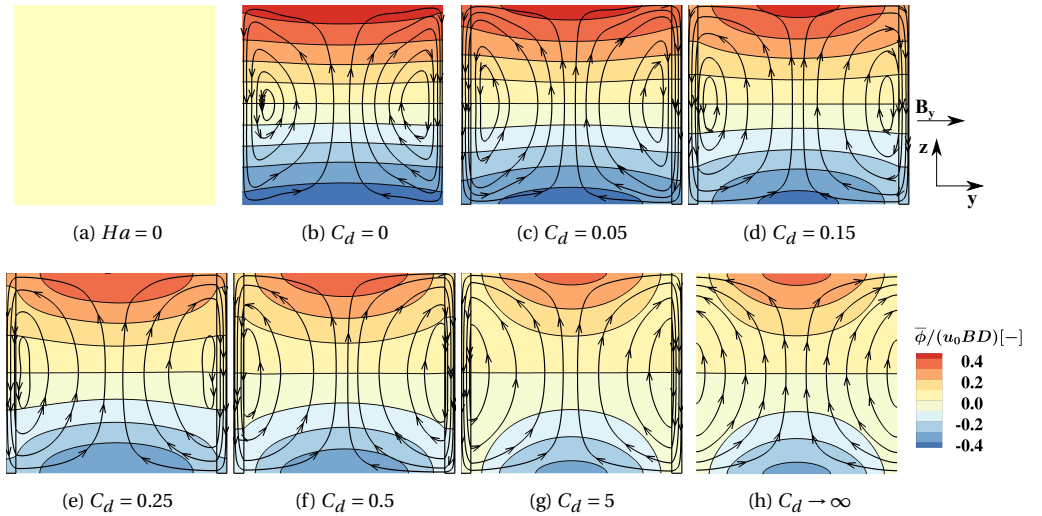 B_y
z
y
(a) Ha = 0
(b) C_d = 0
(c) C_d = 0.05
(d) C_d = 0.15
ϕ̅/(u₀BD)[−]
0.4
0.2
0.0
-0.2
-0.4
(e) C_d = 0.25
(f) C_d = 0.5
(g) C_d = 5
(h) C_d → ∞